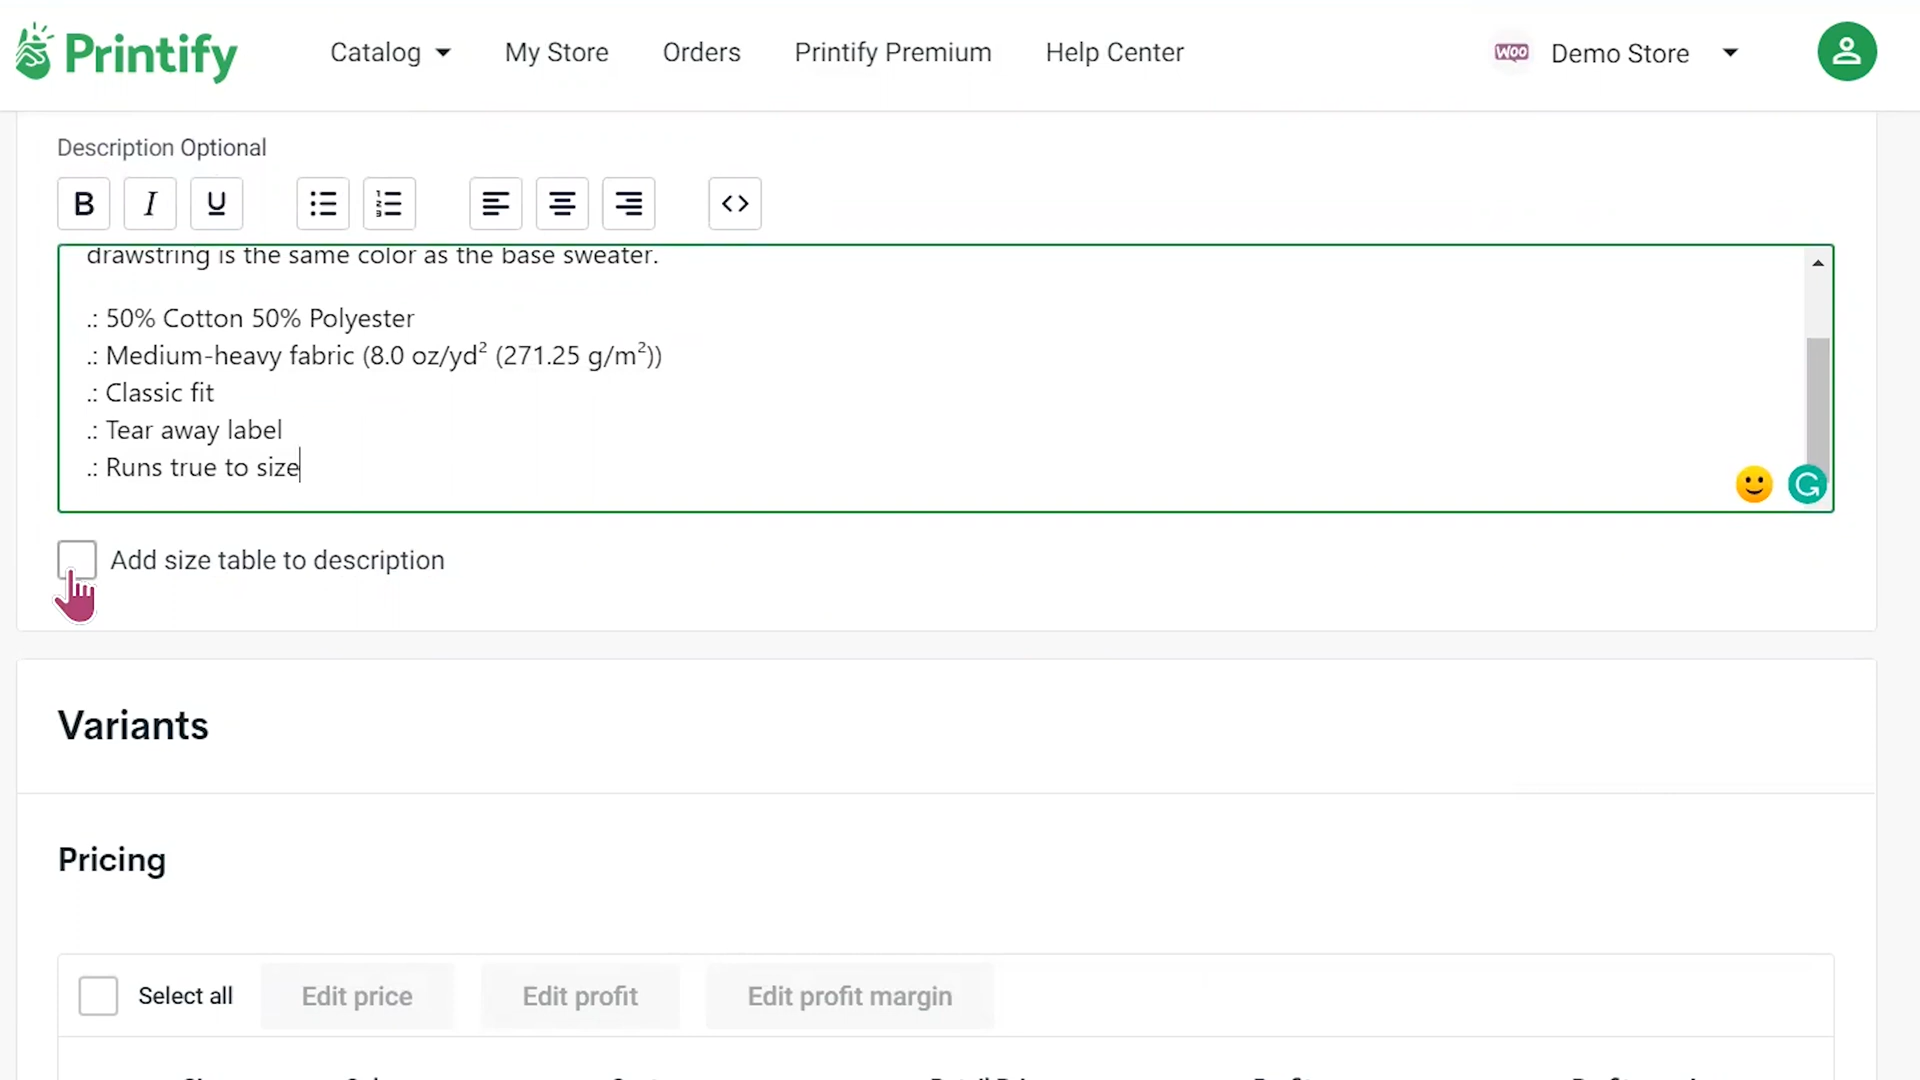 Printify
Catalog
My Store
Orders
Printify Premium
Help Center
Woo
Demo Store
Description Optional
B
I
U
drawstring is the same color as the base sweater.
.: 50% Cotton 50% Polyester
.: Medium-heavy fabric (8.0 oz/yd² (271.25 g/m²))
.: Classic fit
.: Tear away label
.: Runs true to size
Add size table to description
Variants
Pricing
Select all
Edit price
Edit profit
Edit profit margin